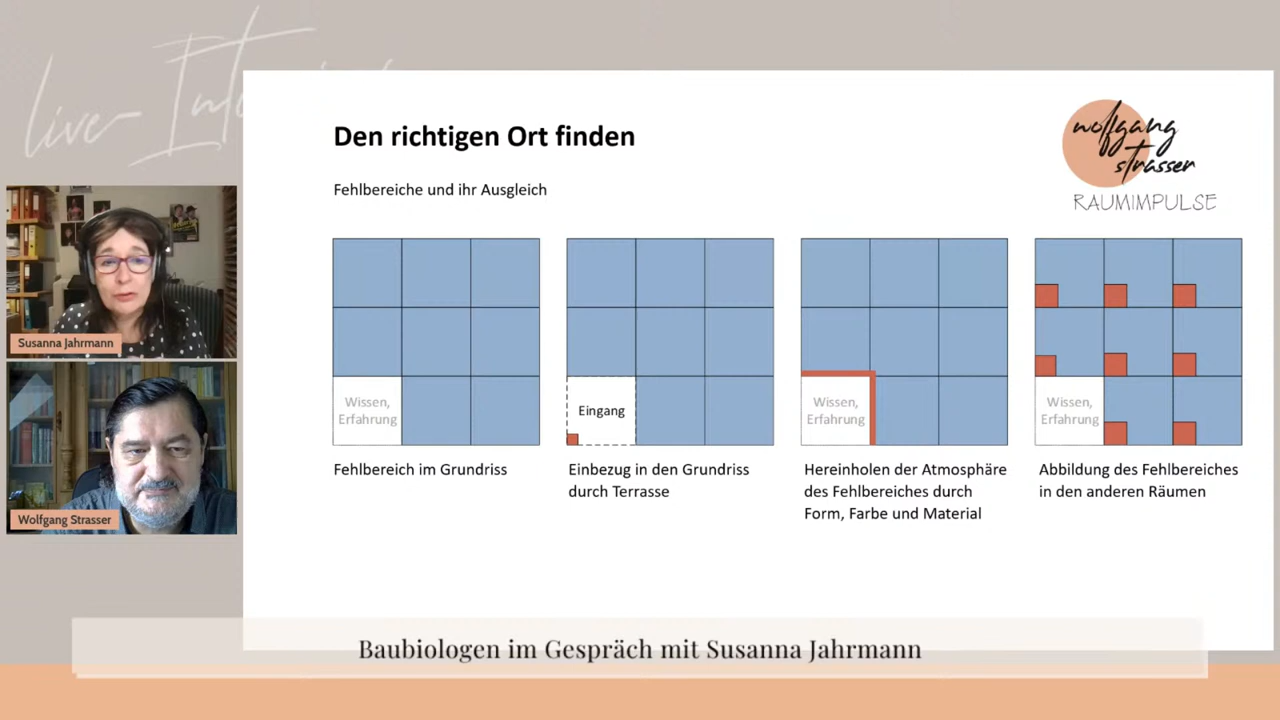 live-
Den richtigen Ort finden
Fehlbereiche und ihr Ausgleich
wolfgang
strasser
RAUMIMPULSE
Susanna Jahrmann
Wolfgang Strasser
Wissen,
Erfahrung
Fehlbereich im Grundriss
Eingang
Einbezug in den Grundriss
durch Terrasse
Wissen,
Erfahrung
Hereinholen der Atmosphäre
des Fehlbereiches durch
Form, Farbe und Material
Wissen,
Erfahrung
Abbildung des Fehlbereiches
in den anderen Räumen
Baubiologen im Gespräch mit Susanna Jahrmann